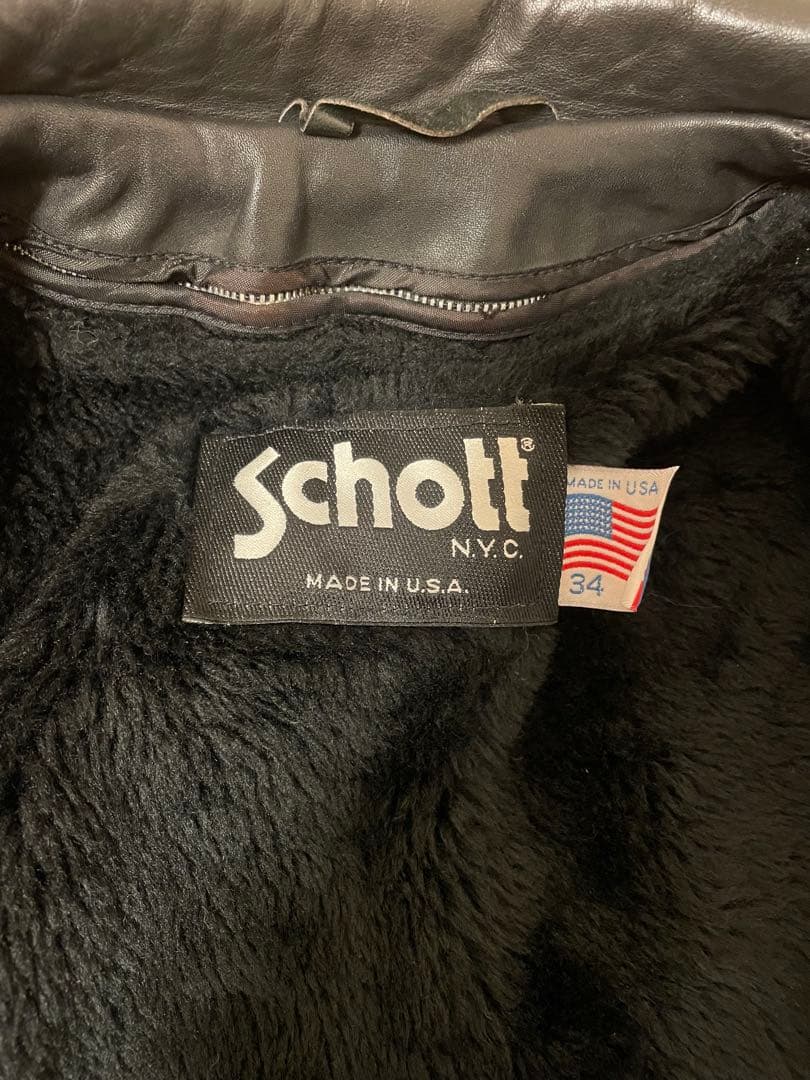 Schott®
N.Y.C.
MADE IN U.S.A.
MADE IN USA
34